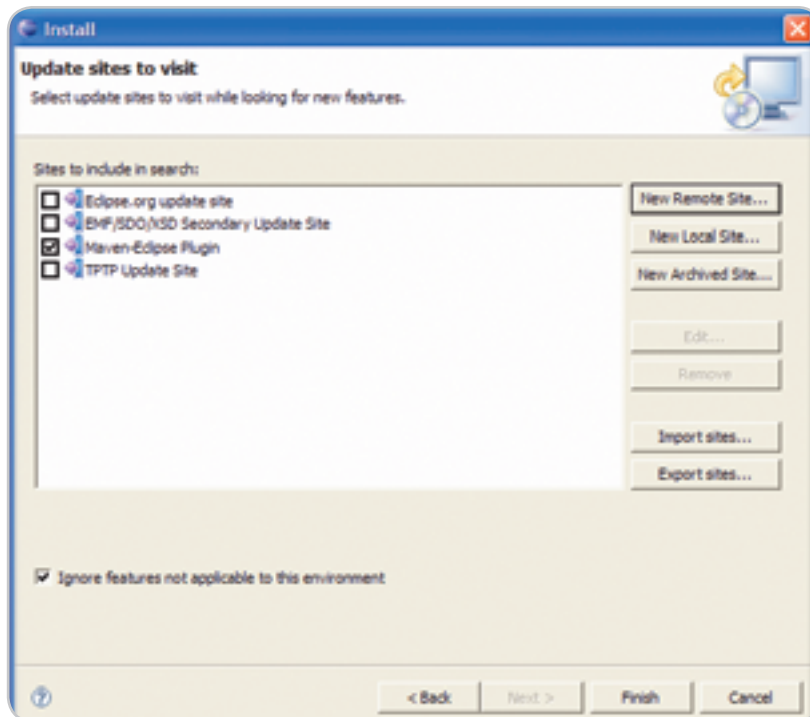 Install
Update sites to visit
Select update sites to visit while looking for new features.
Sites to include in search:
Eclipse.org update site
EMF/SDO/XSD Secondary Update Site
Maven-Eclipse Plugin
TPTP Update Site
New Remote Site...
New Local Site...
New Archived Site...
Edit...
Remove
Import sites...
Export sites...
Ignore features not applicable to this environment
?
< Back
Next >
Finish
Cancel